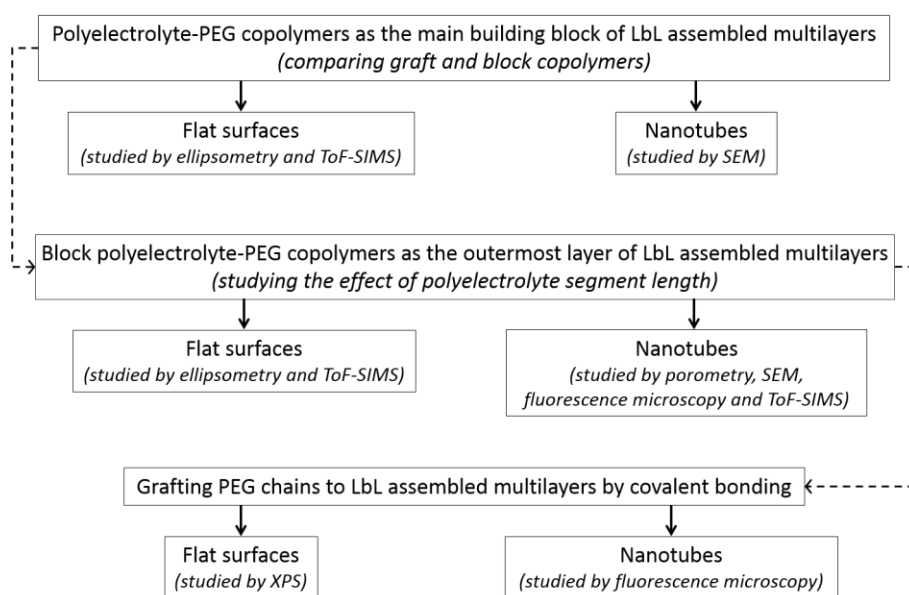 Polyelectrolyte-PEG copolymers as the main building block of LbL assembled multilayers
(comparing graft and block copolymers)
Flat surfaces
(studied by ellipsometry and ToF-SIMS)
Nanotubes
(studied by SEM)
Block polyelectrolyte-PEG copolymers as the outermost layer of LbL assembled multilayers
(studying the effect of polyelectrolyte segment length)
Flat surfaces
(studied by ellipsometry and ToF-SIMS)
Nanotubes
(studied by porometry, SEM,
fluorescence microscopy and ToF-SIMS)
Grafting PEG chains to LbL assembled multilayers by covalent bonding
Flat surfaces
(studied by XPS)
Nanotubes
(studied by fluorescence microscopy)